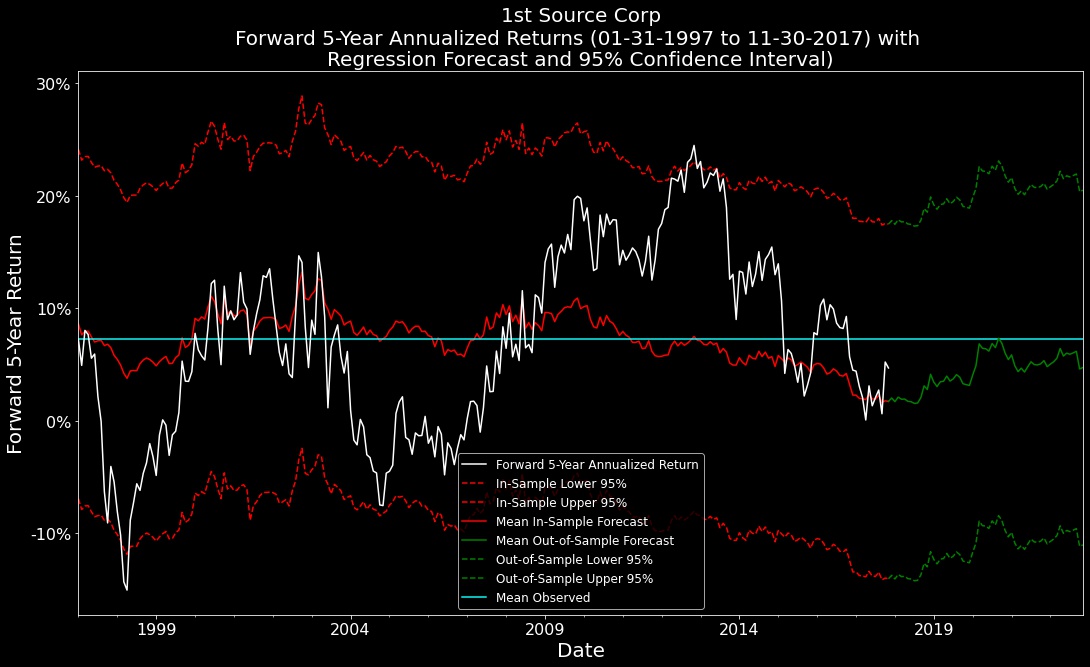 1st Source Corp
Forward 5-Year Annualized Returns (01-31-1997 to 11-30-2017) with
Regression Forecast and 95% Confidence Interval)
Forward 5-Year Return
30%
20%
10%
0%
-10%
Forward 5-Year Annualized Return
In-Sample Lower 95%
In-Sample Upper 95%
Mean In-Sample Forecast
Mean Out-of-Sample Forecast
Out-of-Sample Lower 95%
Out-of-Sample Upper 95%
Mean Observed
1999
2004
2009
2014
2019
Date